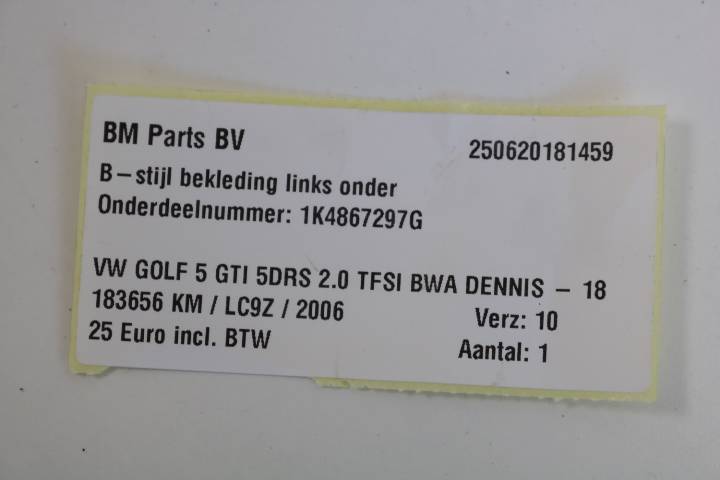 BM Parts BV 250620181459
B-stijl bekleding links onder
Onderdeelnummer: 1K4867297G
VW GOLF 5 GTI 5DRS 2.0 TFSI BWA DENNIS - 18
183656 KM / LC9Z / 2006 Verz: 10
25 Euro incl. BTW Aantal: 1